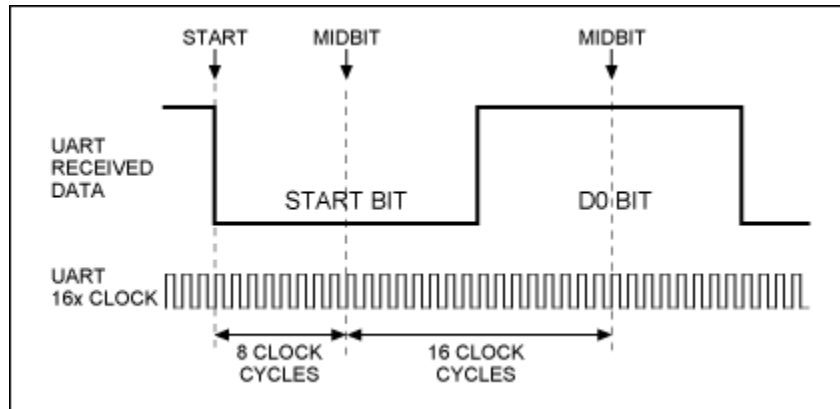 START
MIDBIT
MIDBIT
UART
RECEIVED
DATA
START BIT
D0 BIT
UART
16x CLOCK
8 CLOCK
CYCLES
16 CLOCK
CYCLES